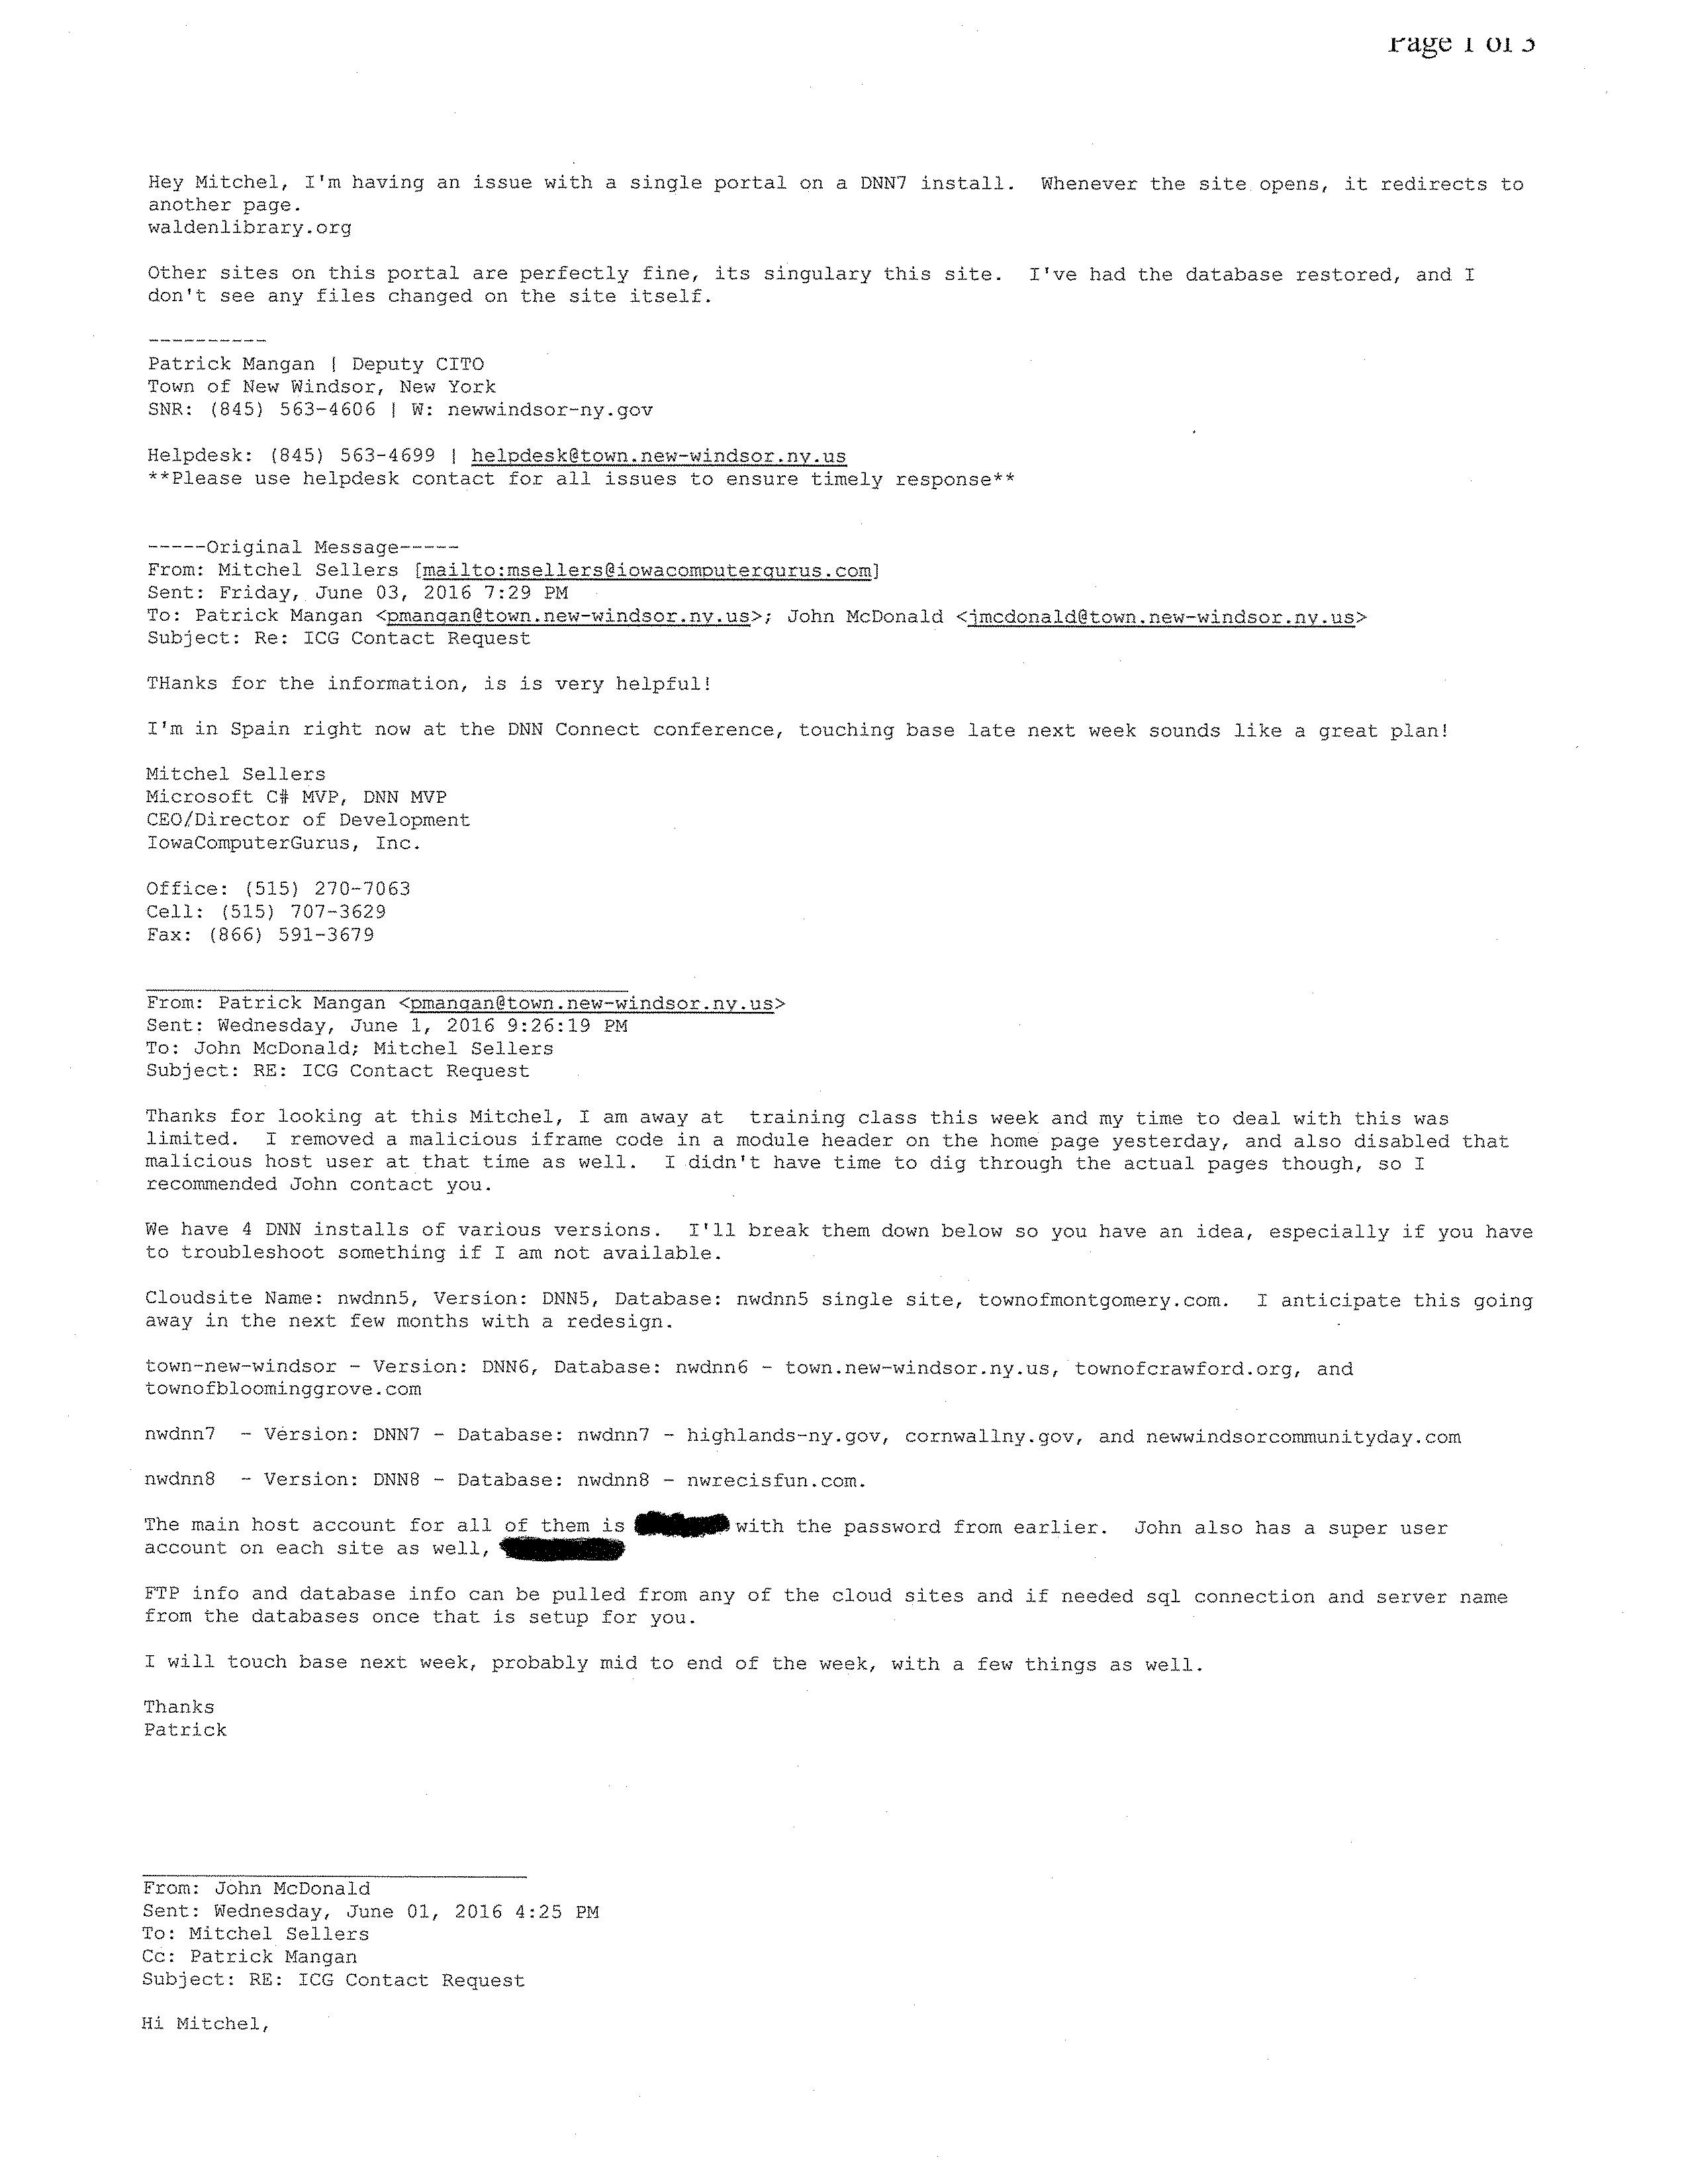 Page 1 of 3
Hey Mitchel, I'm having an issue with a single portal on a DNN7 install.  Whenever the site opens, it redirects to
another page.
waldenlibrary.org
Other sites on this portal are perfectly fine, its singulary this site.  I've had the database restored, and I
don't see any files changed on the site itself.
----------
Patrick Mangan | Deputy CITO
Town of New Windsor, New York
SNR: (845) 563-4606 | W: newwindsor-ny.gov
Helpdesk: (845) 563-4699 | helpdesk@town.new-windsor.ny.us
**Please use helpdesk contact for all issues to ensure timely response**
-----Original Message-----
From: Mitchel Sellers [mailto:msellers@iowacomputergurus.com]
Sent: Friday, June 03, 2016 7:29 PM
To: Patrick Mangan <pmangan@town.new-windsor.ny.us>; John McDonald <jmcdonald@town.new-windsor.ny.us>
Subject: Re: ICG Contact Request
THanks for the information, is is very helpful!
I'm in Spain right now at the DNN Connect conference, touching base late next week sounds like a great plan!
Mitchel Sellers
Microsoft C# MVP, DNN MVP
CEO/Director of Development
IowaComputerGurus, Inc.
Office: (515) 270-7063
Cell: (515) 707-3629
Fax: (866) 591-3679
From: Patrick Mangan <pmangan@town.new-windsor.ny.us>
Sent: Wednesday, June 1, 2016 9:26:19 PM
To: John McDonald; Mitchel Sellers
Subject: RE: ICG Contact Request
Thanks for looking at this Mitchel, I am away at  training class this week and my time to deal with this was
limited.  I removed a malicious iframe code in a module header on the home page yesterday, and also disabled that
malicious host user at that time as well.  I didn't have time to dig through the actual pages though, so I
recommended John contact you.
We have 4 DNN installs of various versions.  I'll break them down below so you have an idea, especially if you have
to troubleshoot something if I am not available.
Cloudsite Name: nwdnn5, Version: DNN5, Database: nwdnn5 single site, townofmontgomery.com.  I anticipate this going
away in the next few months with a redesign.
town-new-windsor - Version: DNN6, Database: nwdnn6 - town.new-windsor.ny.us, townofcrawford.org, and
townofbloominggrove.com
nwdnn7  - Version: DNN7 - Database: nwdnn7 - highlands-ny.gov, cornwallny.gov, and newwindsorcommunityday.com
nwdnn8  - Version: DNN8 - Database: nwdnn8 - nwrecisfun.com.
The main host account for all of them is with the password from earlier.  John also has a super user
account on each site as well,
FTP info and database info can be pulled from any of the cloud sites and if needed sql connection and server name
from the databases once that is setup for you.
I will touch base next week, probably mid to end of the week, with a few things as well.
Thanks
Patrick
From: John McDonald
Sent: Wednesday, June 01, 2016 4:25 PM
To: Mitchel Sellers
Cc: Patrick Mangan
Subject: RE: ICG Contact Request
Hi Mitchel,